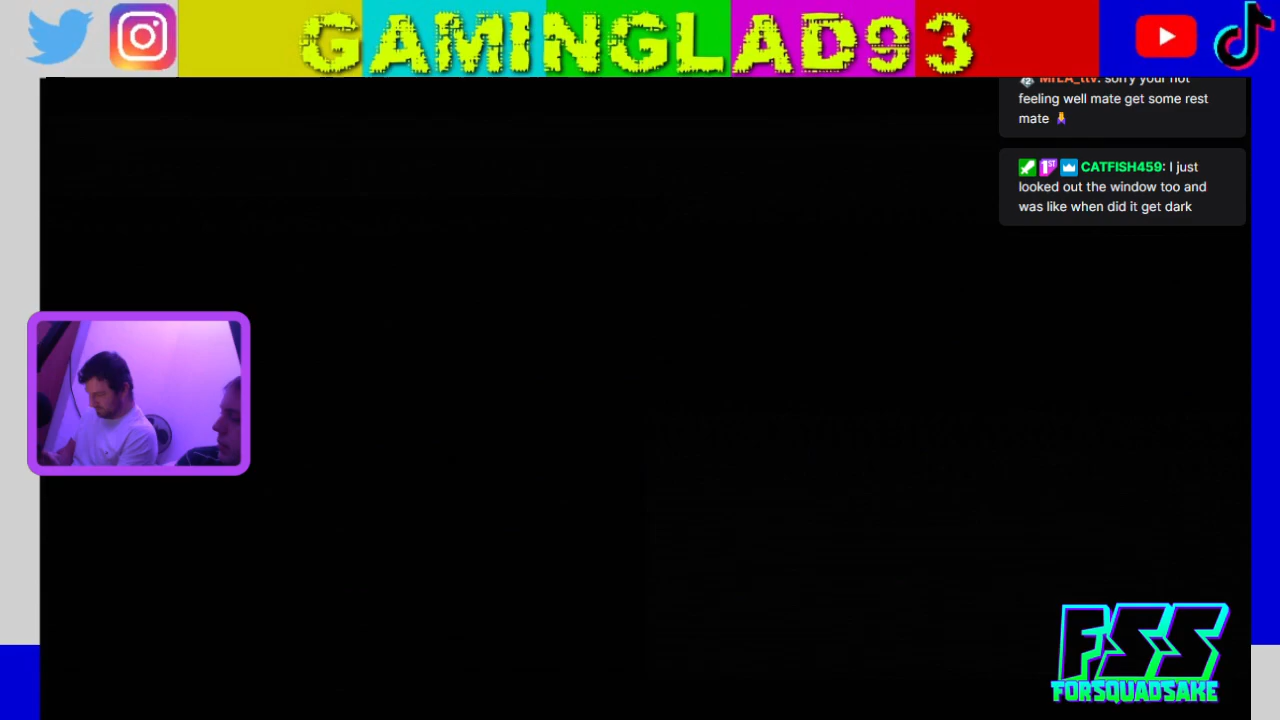 GAMINGLAD93
sorry your not
feeling well mate get some rest
mate
1ST CATFISH459: I just
looked out the window too and
was like when did it get dark
FSS
FORSQUADSAKE